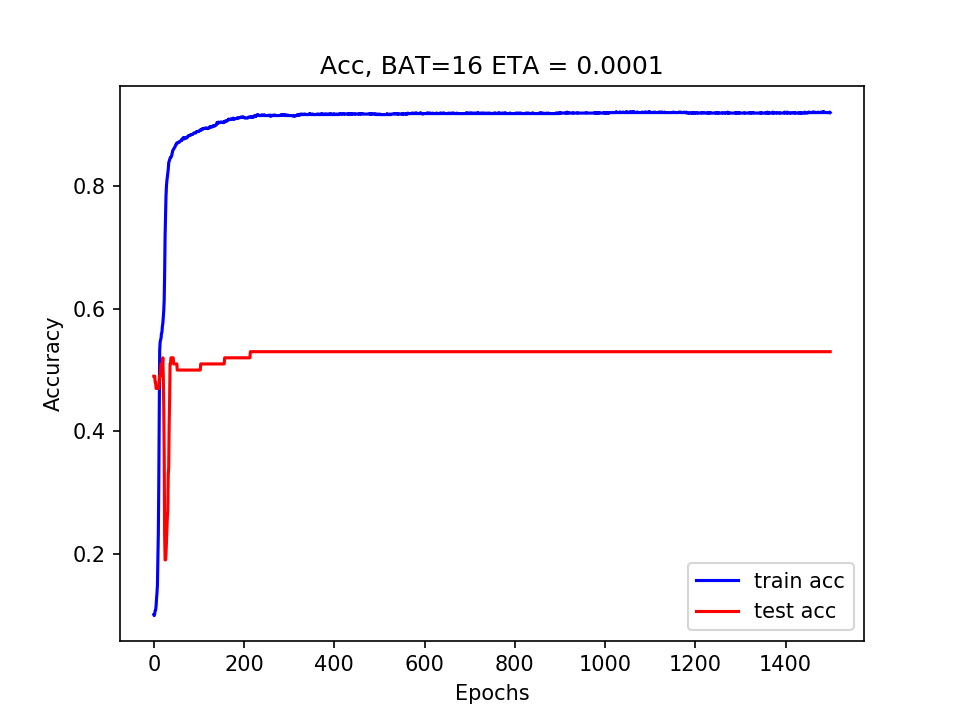 Acc, BAT=16 ETA = 0.0001
Accuracy
0.8
0.6
0.4
0.2
train acc
test acc
0 200 400 600 800 1000 1200 1400
Epochs